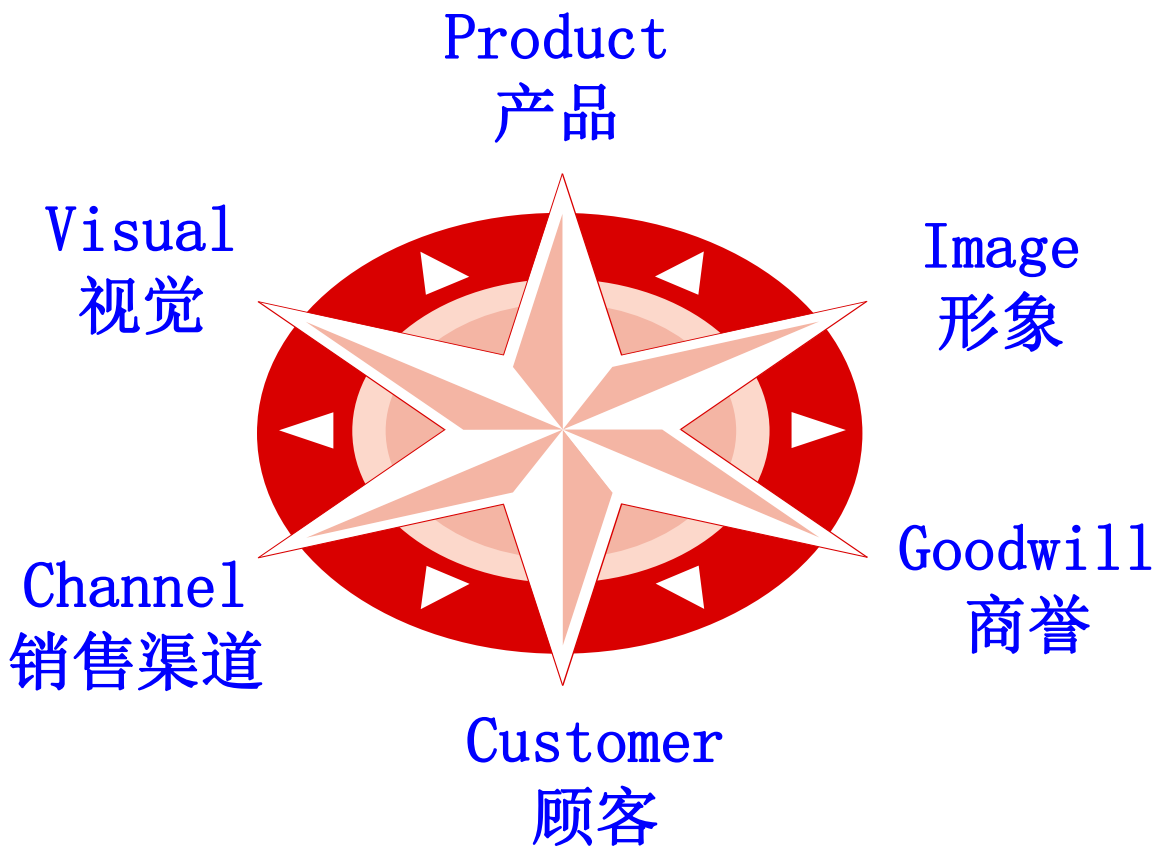 Product
产品
Visual
视觉
Image
形象
Channel
销售渠道
Goodwill
商誉
Customer
顾客